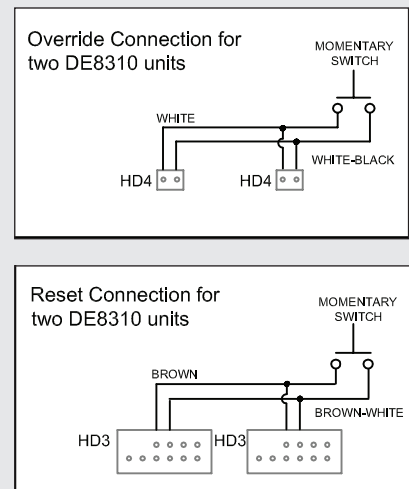 Override Connection for
two DE8310 units
MOMENTARY
SWITCH
WHITE
WHITE-BLACK
HD4
HD4
Reset Connection for
two DE8310 units
MOMENTARY
SWITCH
BROWN
BROWN-WHITE
HD3
HD3